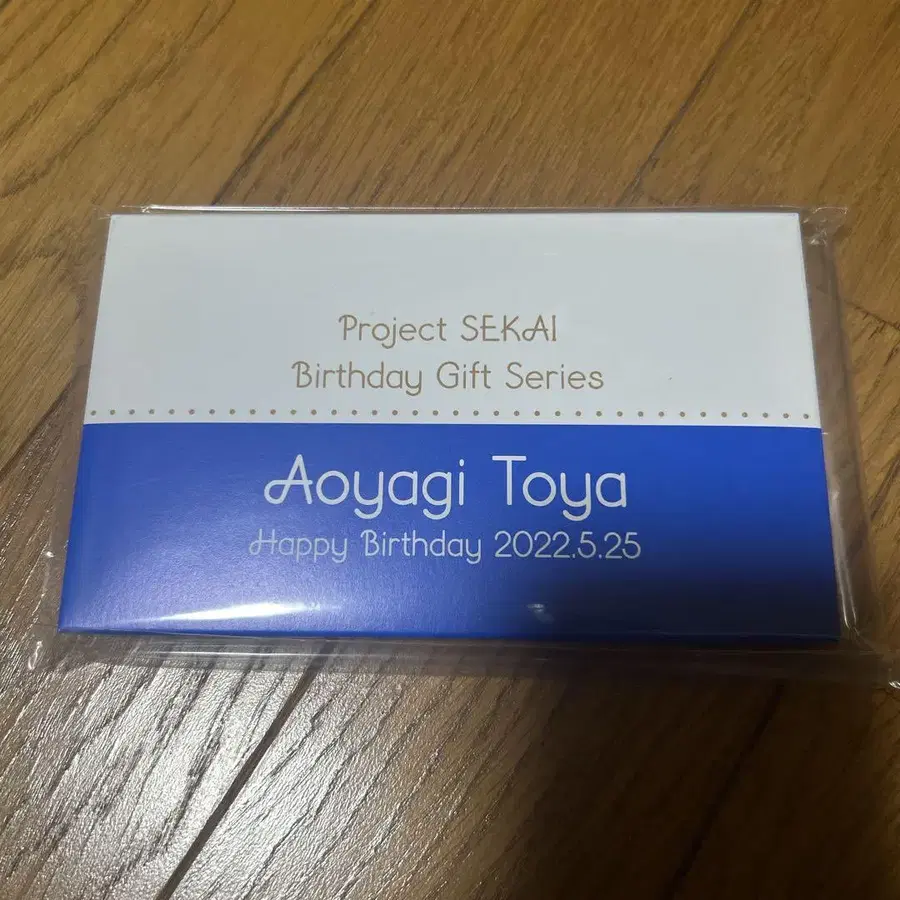 Project SEKAI
Birthday Gift Series
Aoyagi Toya
Happy Birthday 2022.5.25